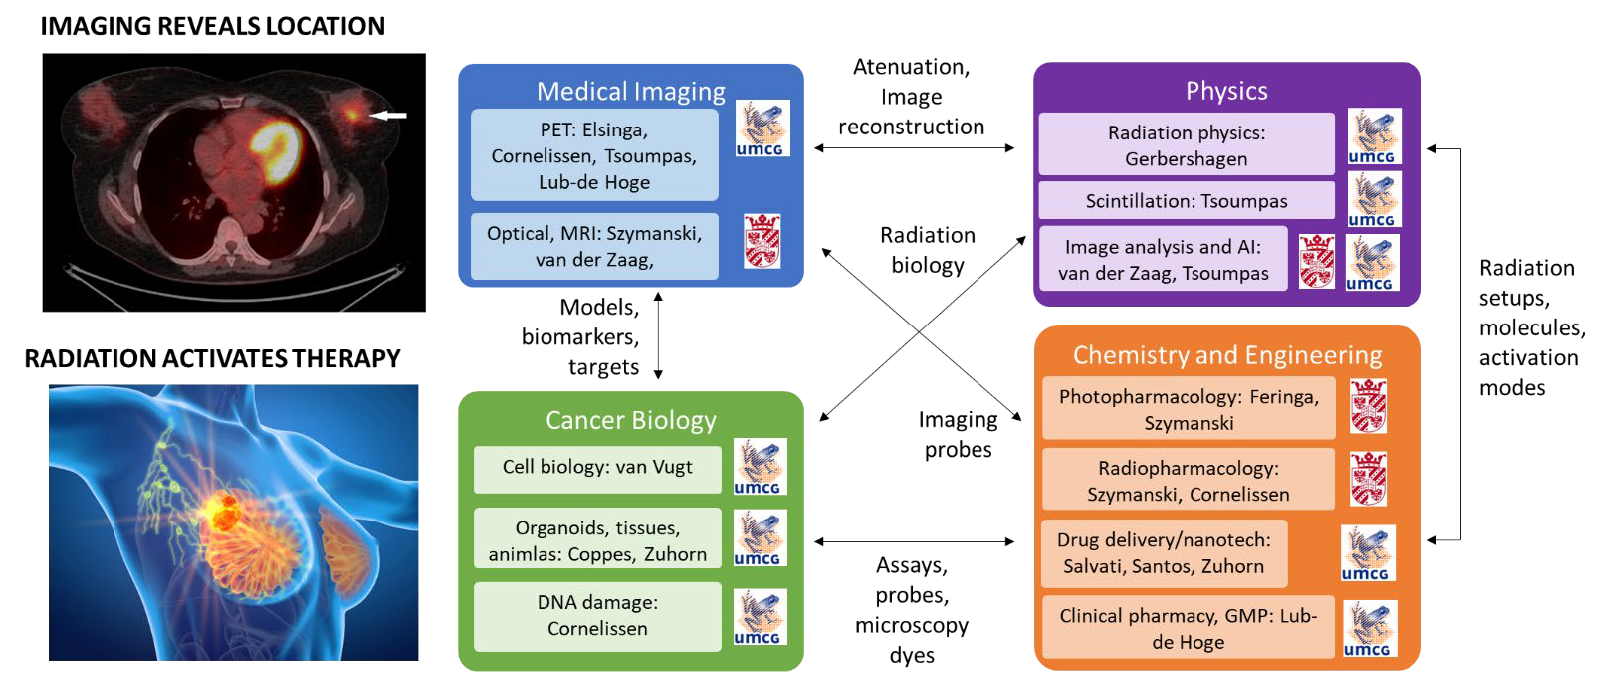 IMAGING REVEALS LOCATION
RADIATION ACTIVATES THERAPY
Medical Imaging
PET: Elsinga,
Cornelissen, Tsoumpas,
Lub-de Hoge
umcg
Optical, MRI: Szymanski,
van der Zaag,
Atenuation,
Image
reconstruction
Physics
Radiation physics:
Gerbershagen
umcg
Scintillation: Tsoumpas
umcg
Image analysis and AI:
van der Zaag, Tsoumpas
umcg
Radiation
biology
Models,
biomarkers,
targets
Imaging
probes
Radiation
setups,
molecules,
activation
modes
Cancer Biology
Cell biology: van Vugt
umcg
Organoids, tissues,
animlas: Coppes, Zuhorn
umcg
DNA damage:
Cornelissen
umcg
Assays,
probes,
microscopy
dyes
Chemistry and Engineering
Photopharmacology: Feringa,
Szymanski
Radiopharmacology:
Szymanski, Cornelissen
Drug delivery/nanotech:
Salvati, Santos, Zuhorn
umcg
Clinical pharmacy, GMP: Lub-
de Hoge
umcg